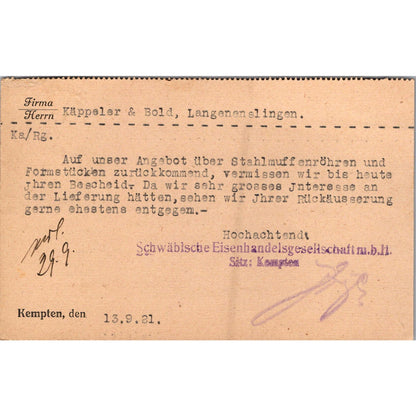 Firma
Herrn Käppeler & Bold, Langenenslingen.
Ka/Rg.
Auf unser Angebot über Stahlmuffenröhren und
Formstücken zurückkommend, vermissen wir bis heute
Jhren Bescheid. Da wir sehr grosses Jnteresse an
der Lieferung hätten, sehen wir Jhrer Rückäusserung
gerne ehestens entgegem.-
Hochachtend:
Schwäbische Eisenhandelsgesellschaft m.b.H.
Sitz: Kempten
29.9.
Kempten, den 13.9.21.